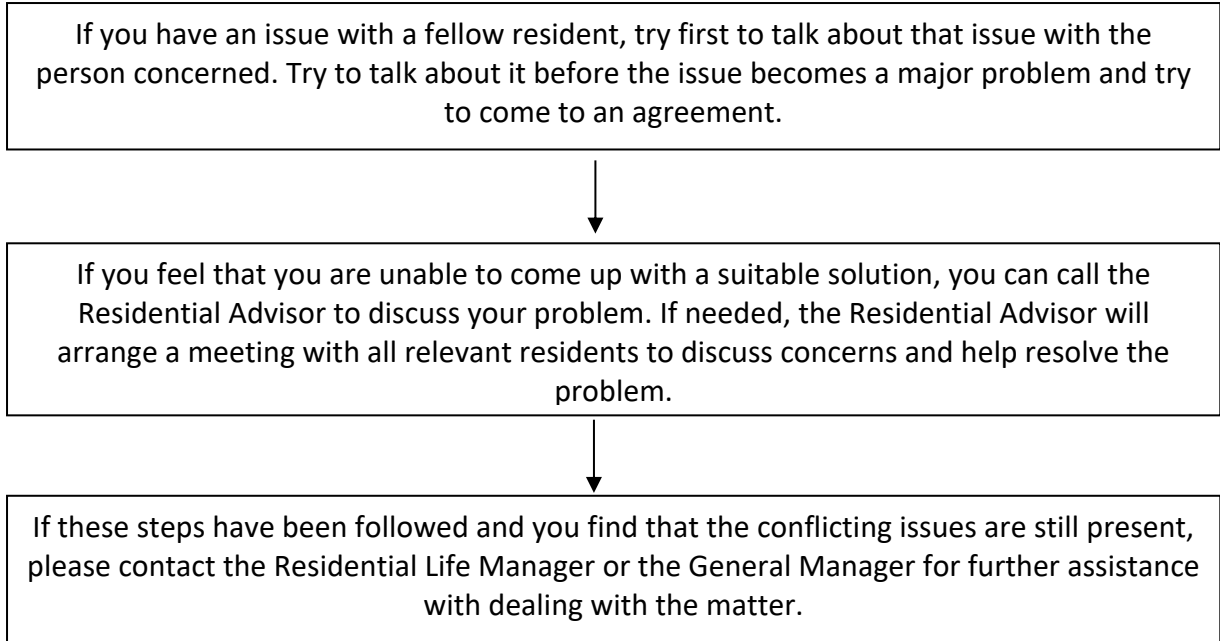 If you have an issue with a fellow resident, try first to talk about that issue with the
person concerned. Try to talk about it before the issue becomes a major problem and try
to come to an agreement.
If you feel that you are unable to come up with a suitable solution, you can call the
Residential Advisor to discuss your problem. If needed, the Residential Advisor will
arrange a meeting with all relevant residents to discuss concerns and help resolve the
problem.
If these steps have been followed and you find that the conflicting issues are still present,
please contact the Residential Life Manager or the General Manager for further assistance
with dealing with the matter.